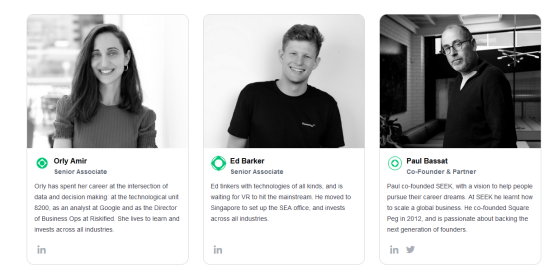 Orly Amir
Senior Associate
Orly has spent her career at the intersection of
data and decision making: at the technological unit
8200, as an analyst at Google and as the Director
of Business Ops at Riskified. She lives to learn and
invests across all industries.
in
Ed Barker
Senior Associate
Ed tinkers with technologies of all kinds, and is
waiting for VR to hit the mainstream. He moved to
Singapore to set up the SEA office, and invests
across all industries.
in
Paul Bassat
Co-Founder & Partner
Paul co-founded SEEK, with a vision to help people
pursue their career dreams. At SEEK he learnt how
to scale a global business. He co-founded Square
Peg in 2012, and is passionate about backing the
next generation of founders.
in